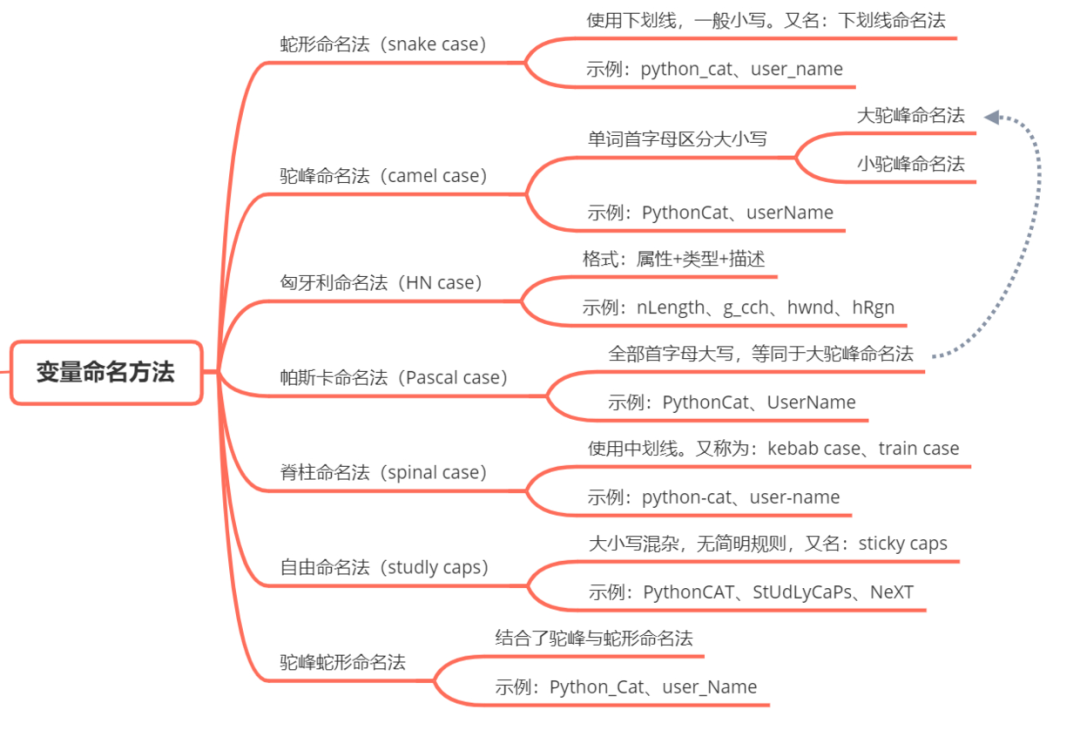 变量命名方法
蛇形命名法（snake case）
使用下划线，一般小写。又名：下划线命名法
示例：python_cat、user_name
驼峰命名法（camel case）
单词首字母区分大小写
大驼峰命名法
小驼峰命名法
示例：PythonCat、userName
匈牙利命名法（HN case）
格式：属性+类型+描述
示例：nLength、g_cch、hwnd、hRgn
帕斯卡命名法（Pascal case）
全部首字母大写，等同于大驼峰命名法
示例：PythonCat、UserName
脊柱命名法（spinal case）
使用中划线。又称为：kebab case、train case
示例：python-cat、user-name
自由命名法（studly caps）
大小写混杂，无简明规则，又名：sticky caps
示例：PythonCAT、StUdLyCaPs、NeXT
驼峰蛇形命名法
结合了驼峰与蛇形命名法
示例：Python_Cat、user_Name